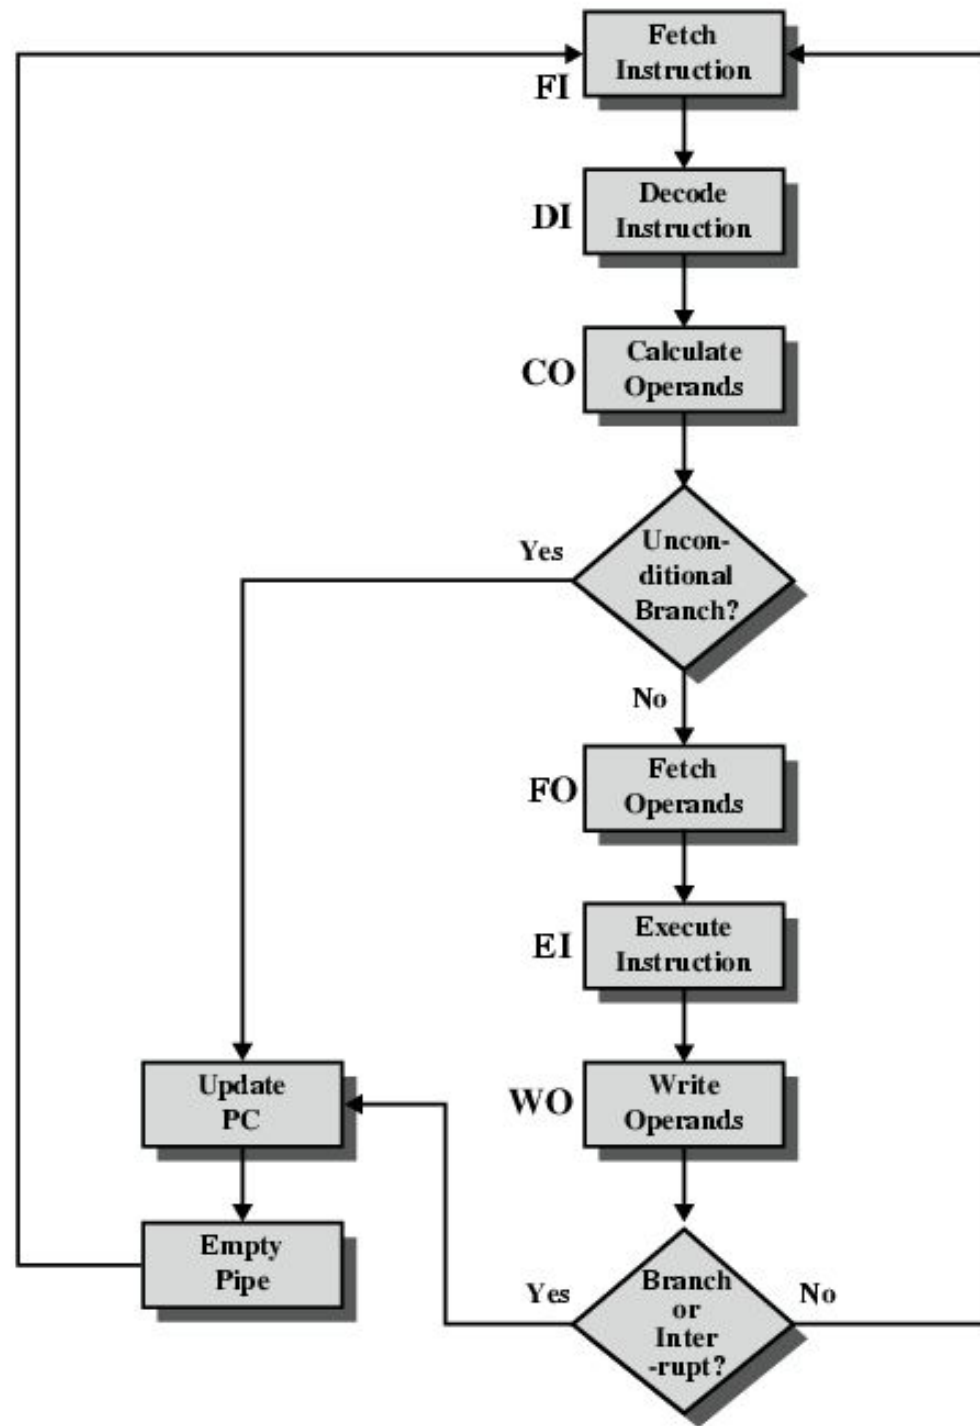 Fetch
Instruction
FI
Decode
Instruction
DI
Calculate
Operands
CO
Uncon-
ditional
Branch?
Yes
No
Fetch
Operands
FO
Execute
Instruction
EI
Update
PC
Write
Operands
WO
Empty
Pipe
Yes
Branch
or
Inter
-rupt?
No